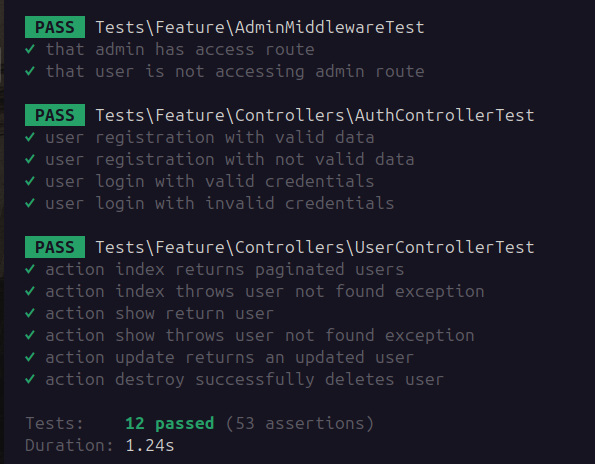 PASS Tests\Feature\AdminMiddlewareTest
✓ that admin has access route
✓ that user is not accessing admin route
PASS Tests\Feature\Controllers\AuthControllerTest
✓ user registration with valid data
✓ user registration with not valid data
✓ user login with valid credentials
✓ user login with invalid credentials
PASS Tests\Feature\Controllers\UserControllerTest
✓ action index returns paginated users
✓ action index throws user not found exception
✓ action show return user
✓ action show throws user not found exception
✓ action update returns an updated user
✓ action destroy successfully deletes user
Tests: 12 passed (53 assertions)
Duration: 1.24s